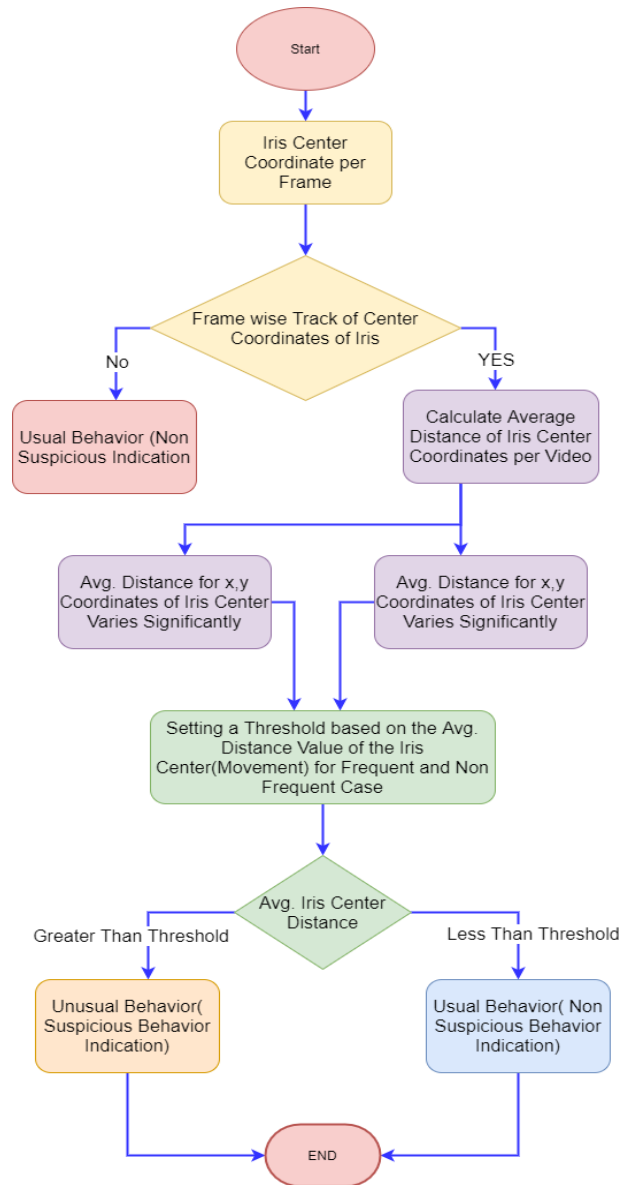 Start
Iris Center
Coordinate per
Frame
Frame wise Track of Center
Coordinates of Iris
No
YES
Usual Behavior (Non
Suspicious Indication
Calculate Average
Distance of Iris Center
Coordinates per Video
Avg. Distance for x,y
Coordinates of Iris Center
Varies Significantly
Avg. Distance for x,y
Coordinates of Iris Center
Varies Significantly
Setting a Threshold based on the Avg.
Distance Value of the Iris
Center(Movement) for Frequent and Non
Frequent Case
Avg. Iris Center
Distance
Greater Than Threshold
Less Than Threshold
Unusual Behavior(
Suspicious Behavior
Indication)
Usual Behavior( Non
Suspicious Behavior
Indication)
END